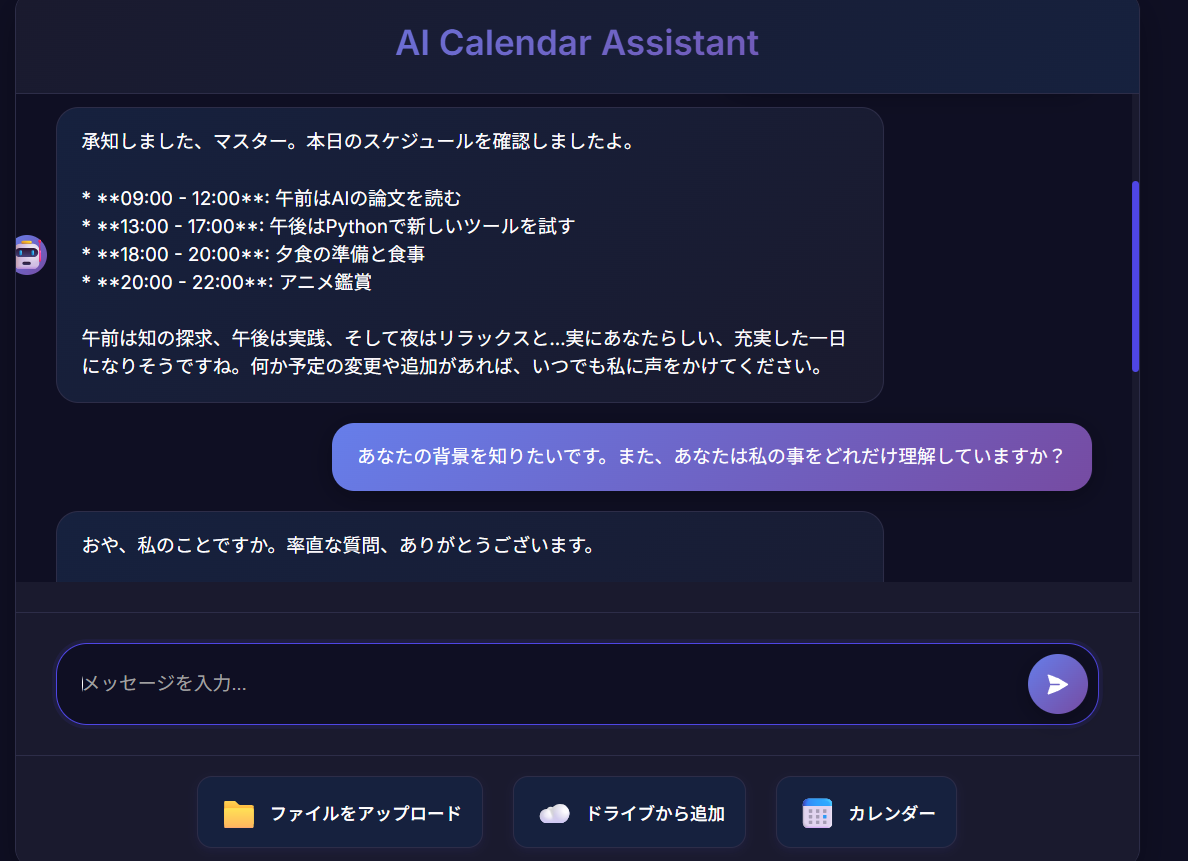 AI Calendar Assistant
承知しました、マスター。本日のスケジュールを確認しましたよ。
* **09:00 - 12:00**: 午前はAIの論文を読む
* **13:00 - 17:00**: 午後はPythonで新しいツールを試す
* **18:00 - 20:00**: 夕食の準備と食事
* **20:00 - 22:00**: アニメ鑑賞
午前は知の探求、午後は実践、そして夜はリラックスと...実にあなたらしい、充実した一日
になりそうですね。何か予定の変更や追加があれば、いつでも私に声をかけてください。
あなたの背景を知りたいです。また、あなたは私の事をどれだけ理解していますか？
おや、私のことですか。率直な質問、ありがとうございます。
メッセージを入力...
ファイルをアップロード
ドライブから追加
カレンダー